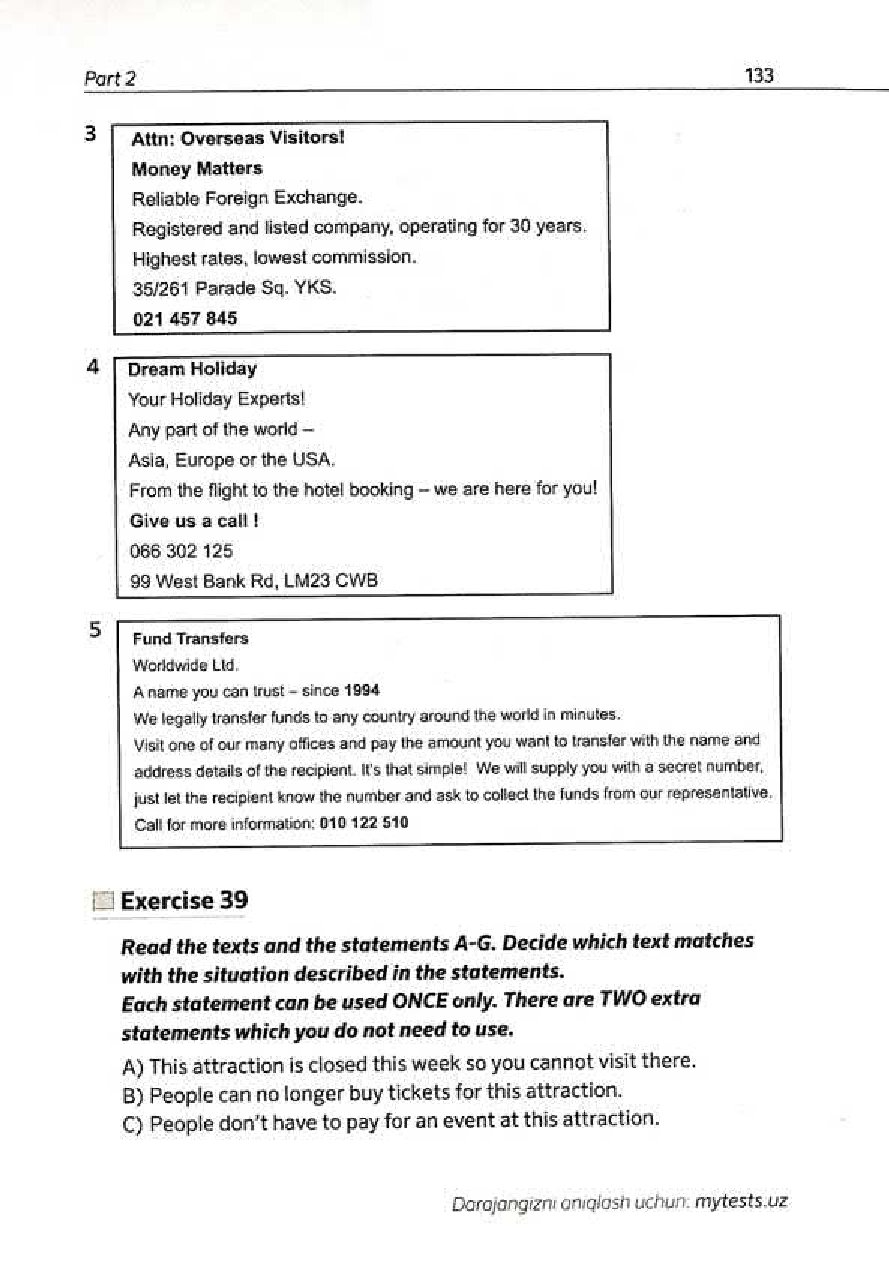 Part 2
133
3
Attn: Overseas Visitors!
Money Matters
Reliable Foreign Exchange.
Registered and listed company, operating for 30 years.
Highest rates, lowest commission.
35/261 Parade Sq. YKS.
021 457 845
4
Dream Holiday
Your Holiday Experts!
Any part of the world –
Asia, Europe or the USA.
From the flight to the hotel booking – we are here for you!
Give us a call !
066 302 125
99 West Bank Rd, LM23 CWB
5
Fund Transfers
Worldwide Ltd.
A name you can trust – since 1994
We legally transfer funds to any country around the world in minutes.
Visit one of our many offices and pay the amount you want to transfer with the name and
address details of the recipient. It's that simple! We will supply you with a secret number,
just let the recipient know the number and ask to collect the funds from our representative.
Call for more information: 010 122 510
Exercise 39
Read the texts and the statements A-G. Decide which text matches
with the situation described in the statements.
Each statement can be used ONCE only. There are TWO extra
statements which you do not need to use.
A) This attraction is closed this week so you cannot visit there.
B) People can no longer buy tickets for this attraction.
C) People don't have to pay for an event at this attraction.
Darajangizni aniqlash uchun: mytests.uz